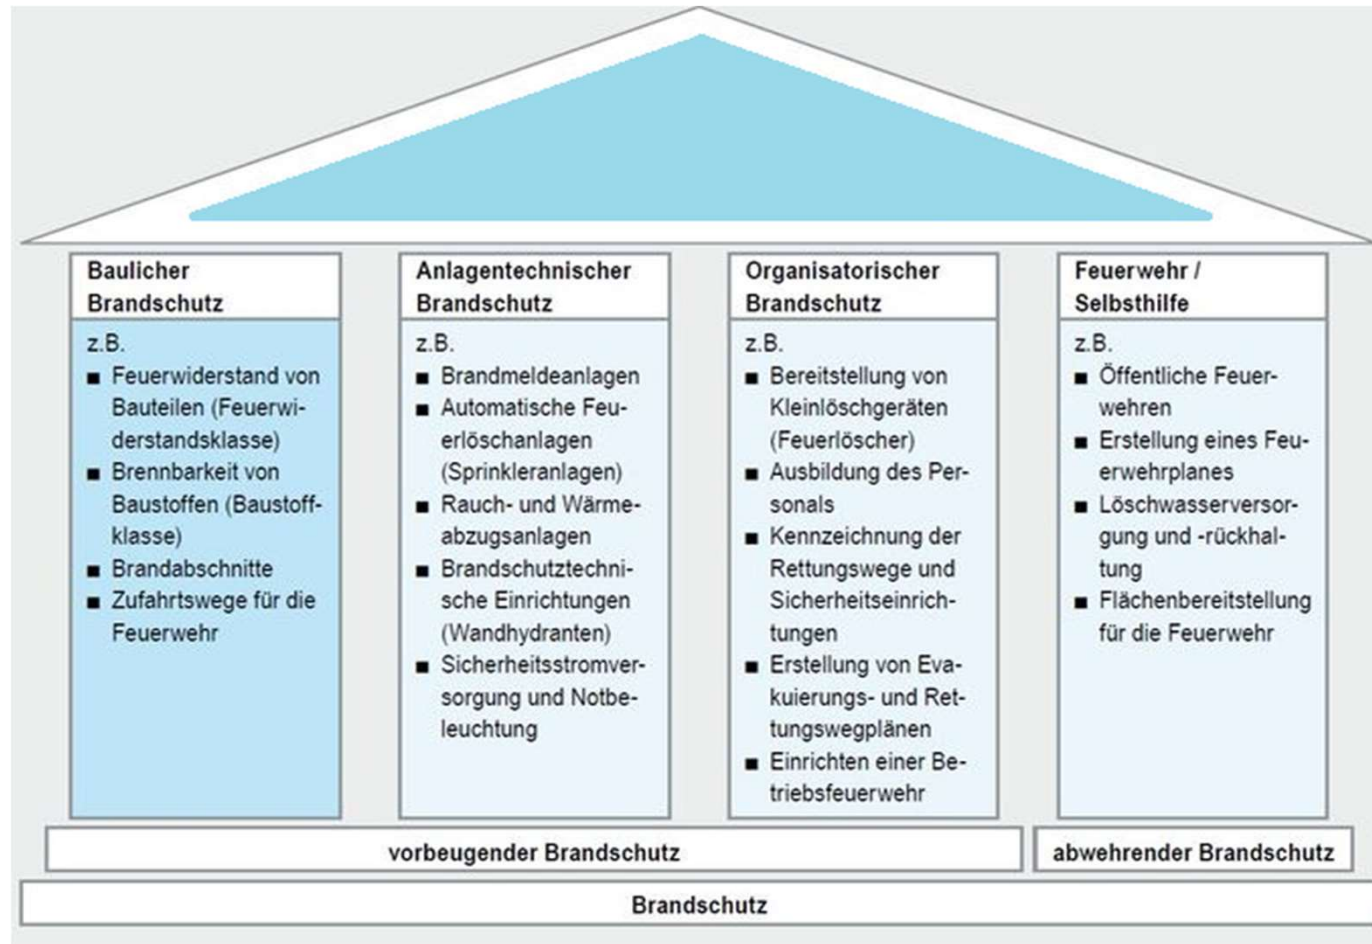 Baulicher
Brandschutz
z.B.
■ Feuerwiderstand von
Bauteilen (Feuerwi-
derstandsklasse)
■ Brennbarkeit von
Baustoffen (Baustoff-
klasse)
■ Brandabschnitte
■ Zufahrtswege für die
Feuerwehr
Anlagentechnischer
Brandschutz
z.B.
■ Brandmeldeanlagen
■ Automatische Feu-
erlöschanlagen
(Sprinkleranlagen)
■ Rauch- und Wärme-
abzugsanlagen
■ Brandschutztechni-
sche Einrichtungen
(Wandhydranten)
■ Sicherheitsstromver-
sorgung und Notbe-
leuchtung
Organisatorischer
Brandschutz
z.B.
■ Bereitstellung von
Kleinlöschgeräten
(Feuerlöscher)
■ Ausbildung des Per-
sonals
■ Kennzeichnung der
Rettungswege und
Sicherheitseinrich-
tungen
■ Erstellung von Eva-
kuierungs- und Ret-
tungswegplänen
■ Einrichten einer Be-
triebsfeuerwehr
Feuerwehr /
Selbsthilfe
z.B.
■ Öffentliche Feuer-
wehren
■ Erstellung eines Feu-
erwehrplanes
■ Löschwasserversor-
gung und -rückhal-
tung
■ Flächenbereitstellung
für die Feuerwehr
vorbeugender Brandschutz
abwehrender Brandschutz
Brandschutz